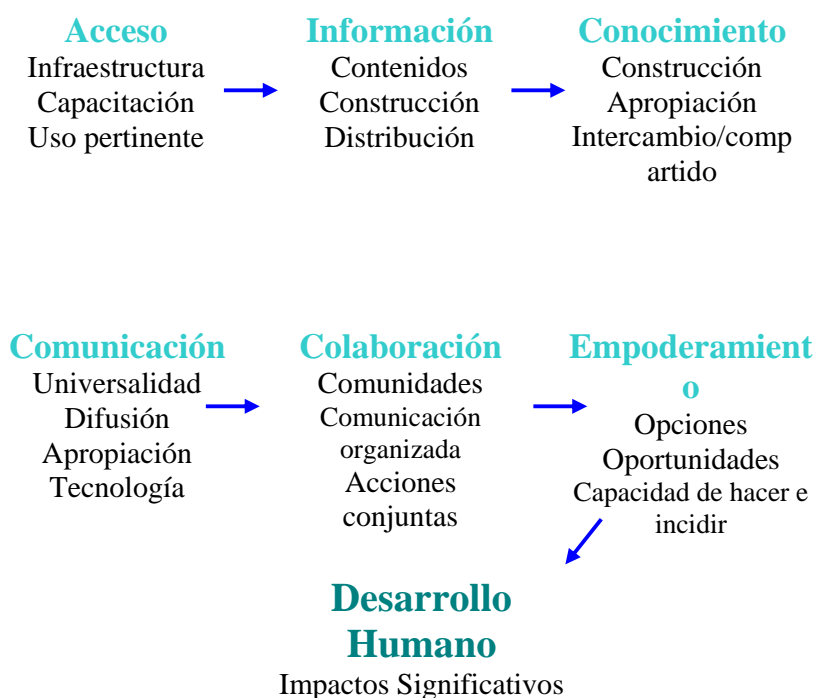 Acceso
Infraestructura
Capacitación
Uso pertinente
Información
Contenidos
Construcción
Distribución
Conocimiento
Construcción
Apropiación
Intercambio/comp
artido
Comunicación
Universalidad
Difusión
Apropiación
Tecnología
Colaboración
Comunidades
Comunicación
organizada
Acciones
conjuntas
Empoderamient
o
Opciones
Oportunidades
Capacidad de hacer e
incidir
Desarrollo
Humano
Impactos Significativos